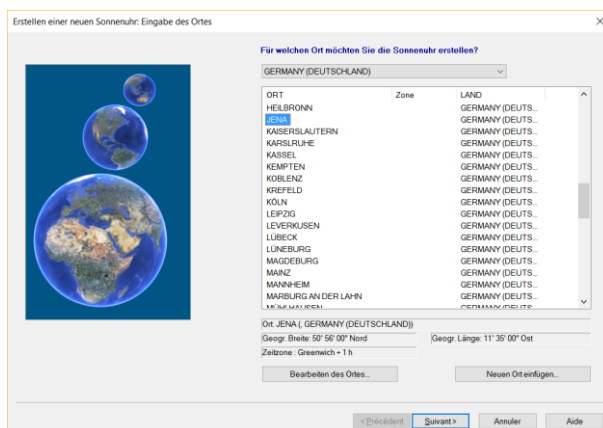 Erstellen einer neuen Sonnenuhr: Eingabe des Ortes
Für welchen Ort möchten Sie die Sonnenuhr erstellen?
GERMANY (DEUTSCHLAND)
ORT Zone LAND
HEILBRONN GERMANY (DEUTS...
JENA GERMANY (DEUTS...
KAISERSLAUTERN GERMANY (DEUTS...
KARSLRUHE GERMANY (DEUTS...
KASSEL GERMANY (DEUTS...
KEMPTEN GERMANY (DEUTS...
KOBLENZ GERMANY (DEUTS...
KREFELD GERMANY (DEUTS...
KÖLN GERMANY (DEUTS...
LEIPZIG GERMANY (DEUTS...
LEVERKUSEN GERMANY (DEUTS...
LÜBECK GERMANY (DEUTS...
LÜNEBURG GERMANY (DEUTS...
MAGDEBURG GERMANY (DEUTS...
MAINZ GERMANY (DEUTS...
MANNHEIM GERMANY (DEUTS...
MARBURG AN DER LAHN GERMANY (DEUTS...
MÜHLHAUSEN GERMANY (DEUTS...
Ort: JENA (, GERMANY (DEUTSCHLAND))
Geogr. Breite: 50° 56' 00" Nord Geogr. Länge: 11° 35' 00" Ost
Zeitzone : Greenwich + 1 h
Bearbeiten des Ortes... Neuen Ort einfügen...
< Précédent Suivant > Annuler Aide